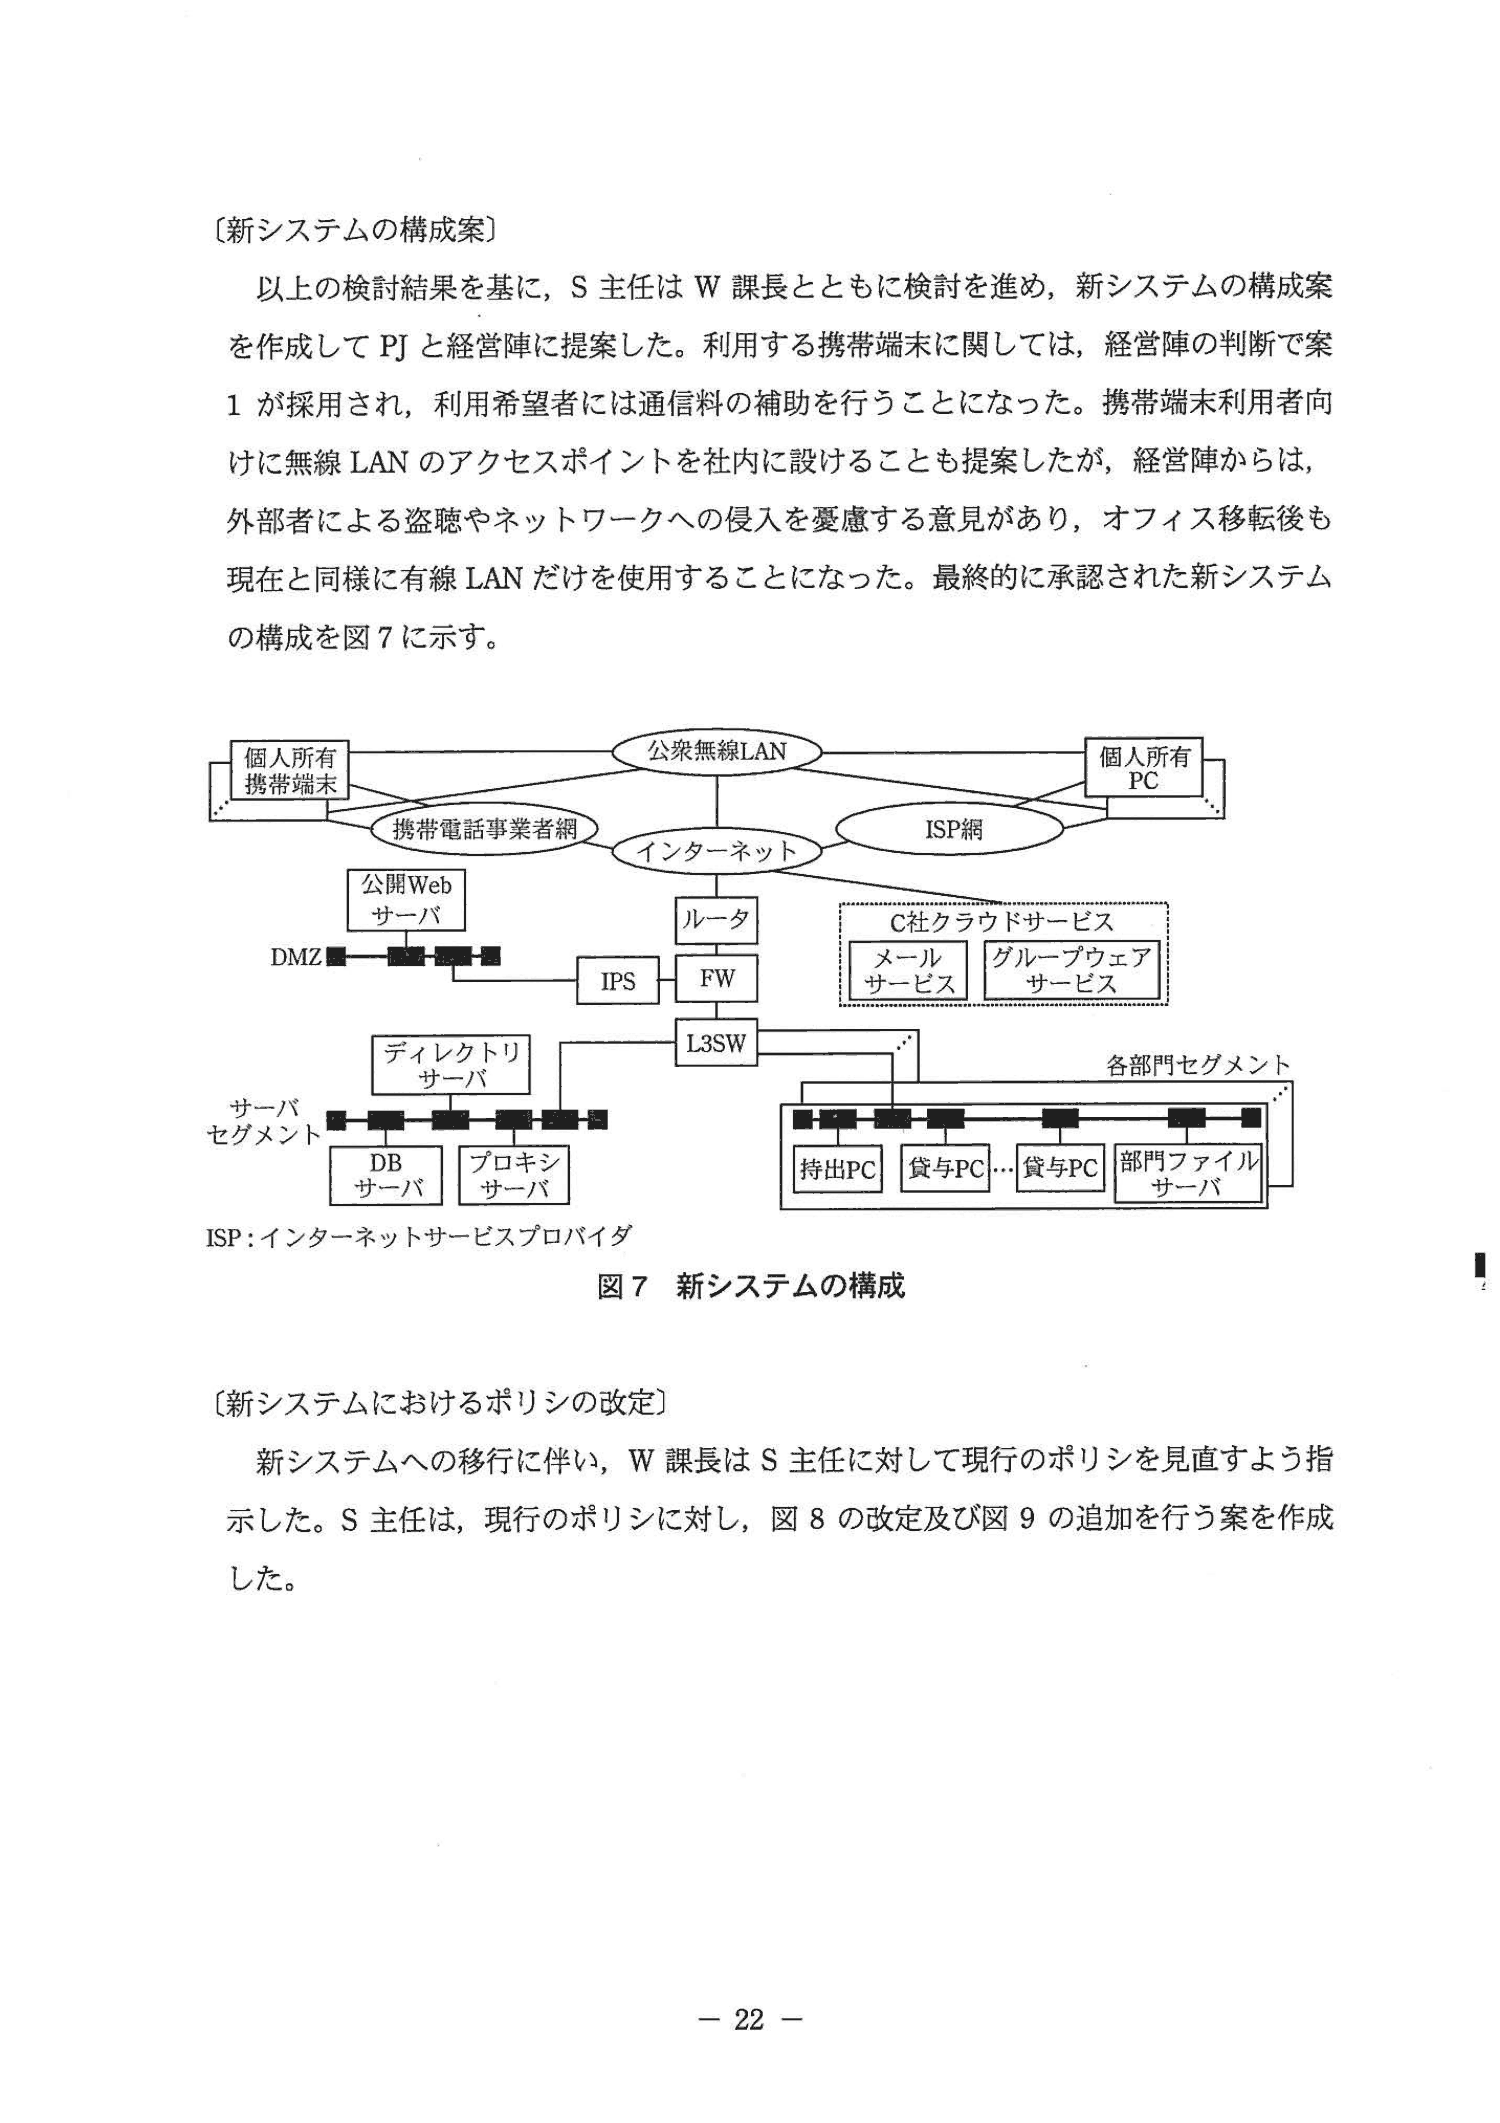 〔新システムの構成案〕
以上の検討結果を基に，S 主任は W 課長とともに検討を進め，新システムの構成案
を作成して PJ と経営陣に提案した。利用する携帯端末に関しては，経営陣の判断で案
1 が採用され，利用希望者には通信料の補助を行うことになった。携帯端末利用者向
けに無線 LAN のアクセスポイントを社内に設けることも提案したが，経営陣からは，
外部者による盗聴やネットワークへの侵入を憂慮する意見があり，オフィス移転後も
現在と同様に有線 LAN だけを使用することになった。最終的に承認された新システム
の構成を図 7 に示す。
個人所有
携帯端末
公衆無線LAN
個人所有
PC
携帯電話事業者網
インターネット
ISP網
公開Web
サーバ
DMZ
ルータ
IPS
FW
C社クラウドサービス
メール
サービス
グループウェア
サービス
L3SW
ディレクトリ
サーバ
サーバ
セグメント
DB
サーバ
プロキシ
サーバ
各部門セグメント
持出PC
貸与PC
…
貸与PC
部門ファイル
サーバ
ISP：インターネットサービスプロバイダ
図７　新システムの構成
〔新システムにおけるポリシの改定〕
新システムへの移行に伴い，W 課長は S 主任に対して現行のポリシを見直すよう指
示した。S 主任は，現行のポリシに対し，図 8 の改定及び図 9 の追加を行う案を作成
した。
－ 22 －